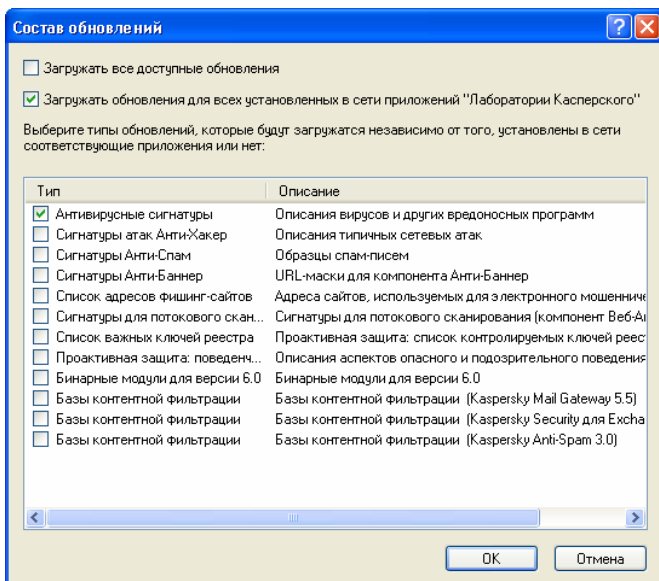 Состав обновлений
Загружать все доступные обновления
Загружать обновления для всех установленных в сети приложений "Лаборатории Касперского"
Выберите типы обновлений, которые будут загружатся независимо от того, установлены в сети
соответствующие приложения или нет:
Тип Описание
Антивирусные сигнатуры Описания вирусов и других вредоносных программ
Сигнатуры атак Анти-Хакер Описания типичных сетевых атак
Сигнатуры Анти-Спам Образцы спам-писем
Сигнатуры Анти-Баннер URL-маски для компонента Анти-Баннер
Список адресов фишинг-сайтов Адреса сайтов, используемых для электронного мошенниче
Сигнатуры для потокового скан... Сигнатуры для потокового сканирования (компонент Веб-А
Список важных ключей реестра Проактивная защита: список контролируемых ключей реес
Проактивная защита: поведенч... Описания аспектов опасного и подозрительного поведения
Бинарные модули для версии 6.0 Бинарные модули для версии 6.0
Базы контентной фильтрации Базы контентной фильтрации (Kaspersky Mail Gateway 5.5)
Базы контентной фильтрации Базы контентной фильтрации (Kaspersky Security для Excha
Базы контентной фильтрации Базы контентной фильтрации (Kaspersky Anti-Spam 3.0)
OK Отмена